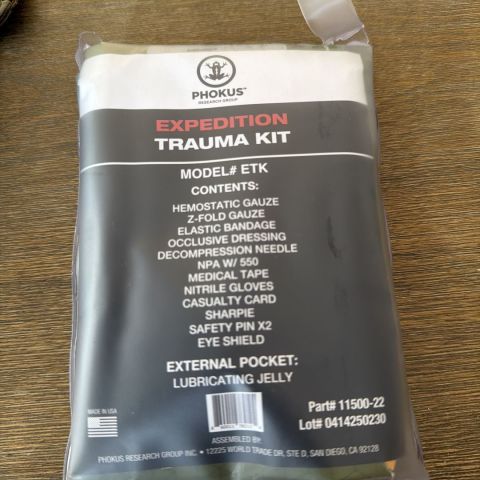 PHOKUS™
RESEARCH GROUP
EXPEDITION
TRAUMA KIT
MODEL# ETK
CONTENTS:
HEMOSTATIC GAUZE
Z-FOLD GAUZE
ELASTIC BANDAGE
OCCLUSIVE DRESSING
DECOMPRESSION NEEDLE
NPA W/ 550
MEDICAL TAPE
NITRILE GLOVES
CASUALTY CARD
SHARPIE
SAFETY PIN X2
EYE SHIELD
EXTERNAL POCKET:
LUBRICATING JELLY
MADE IN USA
Part# 11500-22
Lot# 0414250230
ASSEMBLED BY:
PHOKUS RESEARCH GROUP INC. • 12225 WORLD TRADE DR, STE D, SAN DIEGO, CA 92128